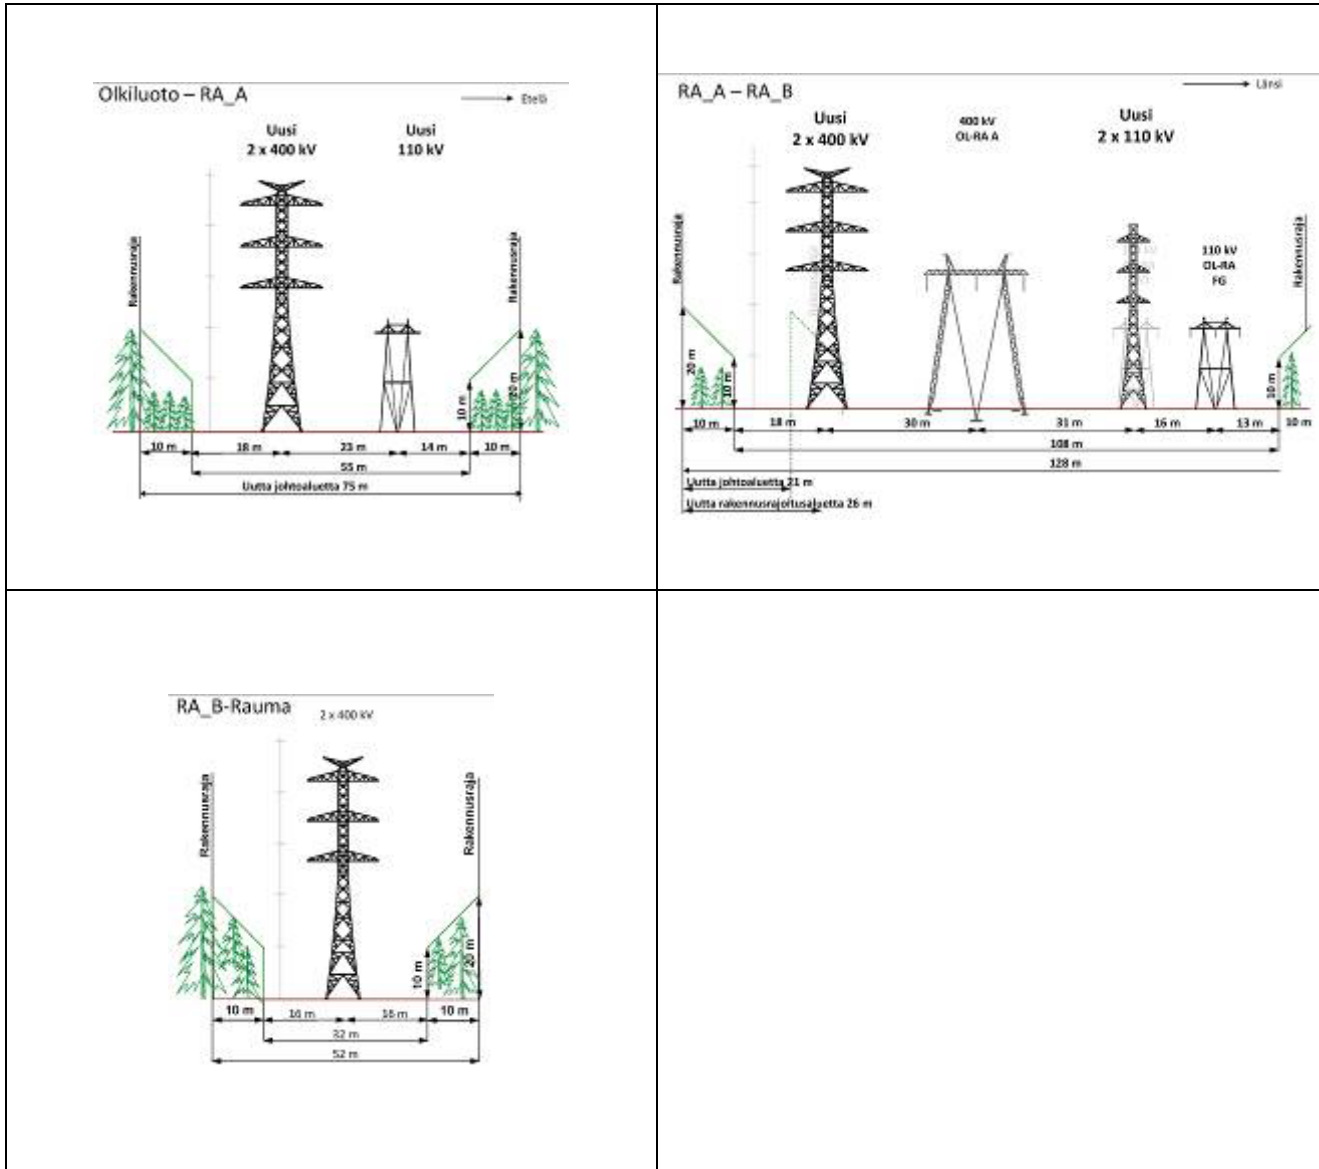 Olkiluoto – RA_A
Etelä
Uusi
2 x 400 kV
Uusi
110 kV
Rakennusraja
Rakennusraja
10 m
20 m
10 m
18 m
23 m
14 m
10 m
55 m
Uutta johtoaluetta 75 m
RA_A – RA_B
Länsi
Uusi
2 x 400 kV
400 kV
OL-RA A
Uusi
2 x 110 kV
110 kV
OL-RA
FG
Rakennusraja
Rakennusraja
20 m
10 m
10 m
10 m
18 m
30 m
31 m
16 m
13 m
10 m
108 m
128 m
Uutta johtoaluetta 21 m
Uutta rakennusrajoitusaluetta 26 m
RA_B-Rauma
2 x 400 kV
Rakennusraja
Rakennusraja
10 m
20 m
10 m
16 m
16 m
10 m
32 m
52 m